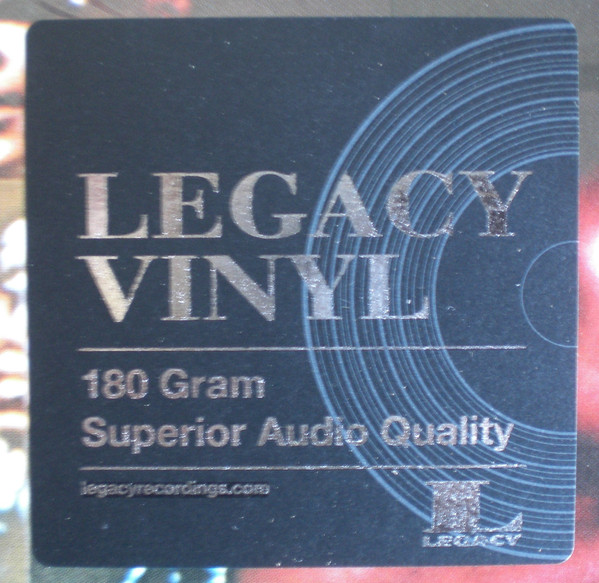 LEGACY
VINYL
180 Gram
Superior Audio Quality
legacyrecordings.com
L
LEGACY